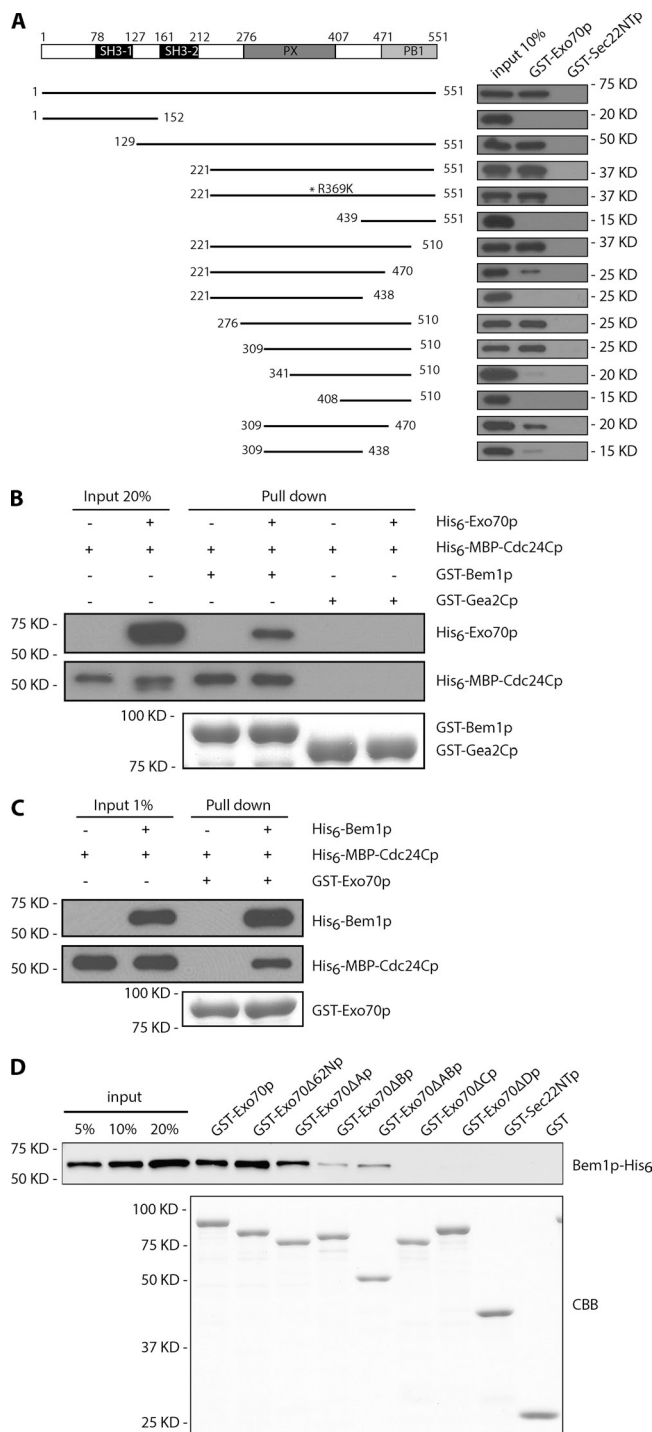 A
1 78 127 161 212 276 407 471 551
SH3-1 SH3-2 PX PB1
input 10% GST-Exo70p GST-Sec22NTp
1 551 - 75 KD
1 152 - 20 KD
129 551 - 50 KD
221 551 - 37 KD
* R369K
221 551 - 37 KD
439 551 - 15 KD
221 510 - 37 KD
221 470 - 25 KD
221 438 - 25 KD
276 510 - 25 KD
309 510 - 25 KD
341 510 - 20 KD
408 510 - 15 KD
309 470 - 20 KD
309 438 - 15 KD
B
Input 20% Pull down
- + - + - + His6-Exo70p
+ + + + + + His6-MBP-Cdc24Cp
- - + + - - GST-Bem1p
- - - - + + GST-Gea2Cp
75 KD -
His6-Exo70p
50 KD -
50 KD - His6-MBP-Cdc24Cp
100 KD -
GST-Bem1p
GST-Gea2Cp
75 KD -
C
Input 1% Pull down
- + - + His6-Bem1p
+ + + + His6-MBP-Cdc24Cp
- - + + GST-Exo70p
75 KD -
His6-Bem1p
50 KD -
50 KD - His6-MBP-Cdc24Cp
100 KD -
GST-Exo70p
75 KD -
D
input
5% 10% 20% GST-Exo70p GST-Exo70Δ62Np GST-Exo70ΔAp GST-Exo70ΔBp GST-Exo70ΔABp GST-Exo70ΔCp GST-Exo70ΔDp GST-Sec22NTp GST
75 KD -
Bem1p-His6
50 KD -
100 KD -
75 KD -
50 KD -
CBB
37 KD -
25 KD -